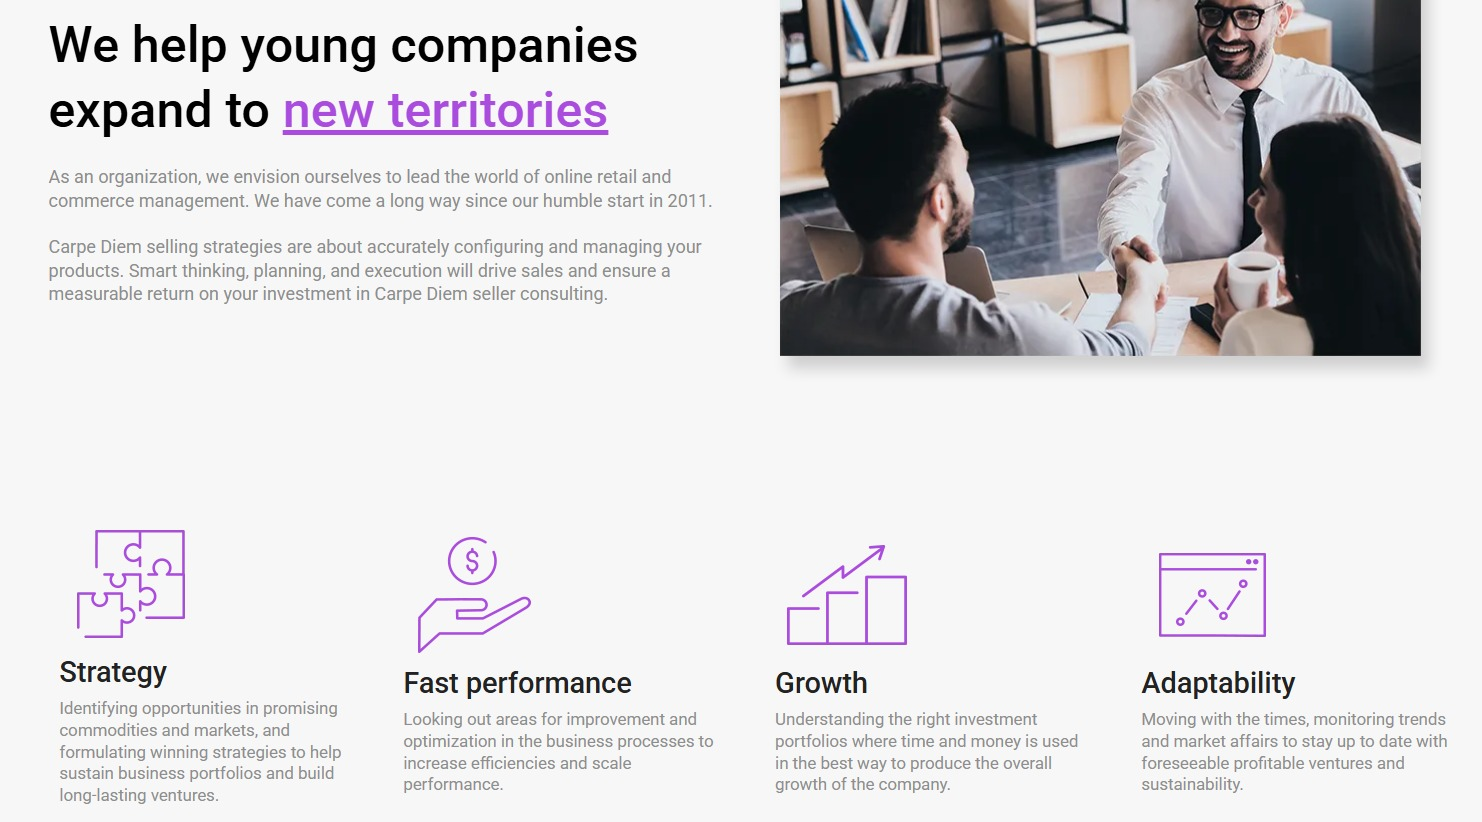 We help young companies
expand to new territories
As an organization, we envision ourselves to lead the world of online retail and
commerce management. We have come a long way since our humble start in 2011.
Carpe Diem selling strategies are about accurately configuring and managing your
products. Smart thinking, planning, and execution will drive sales and ensure a
measurable return on your investment in Carpe Diem seller consulting.
$
Strategy
Identifying opportunities in promising
commodities and markets, and
formulating winning strategies to help
sustain business portfolios and build
long-lasting ventures.
Fast performance
Looking out areas for improvement and
optimization in the business processes to
increase efficiencies and scale
performance.
Growth
Understanding the right investment
portfolios where time and money is used
in the best way to produce the overall
growth of the company.
Adaptability
Moving with the times, monitoring trends
and market affairs to stay up to date with
foreseeable profitable ventures and
sustainability.